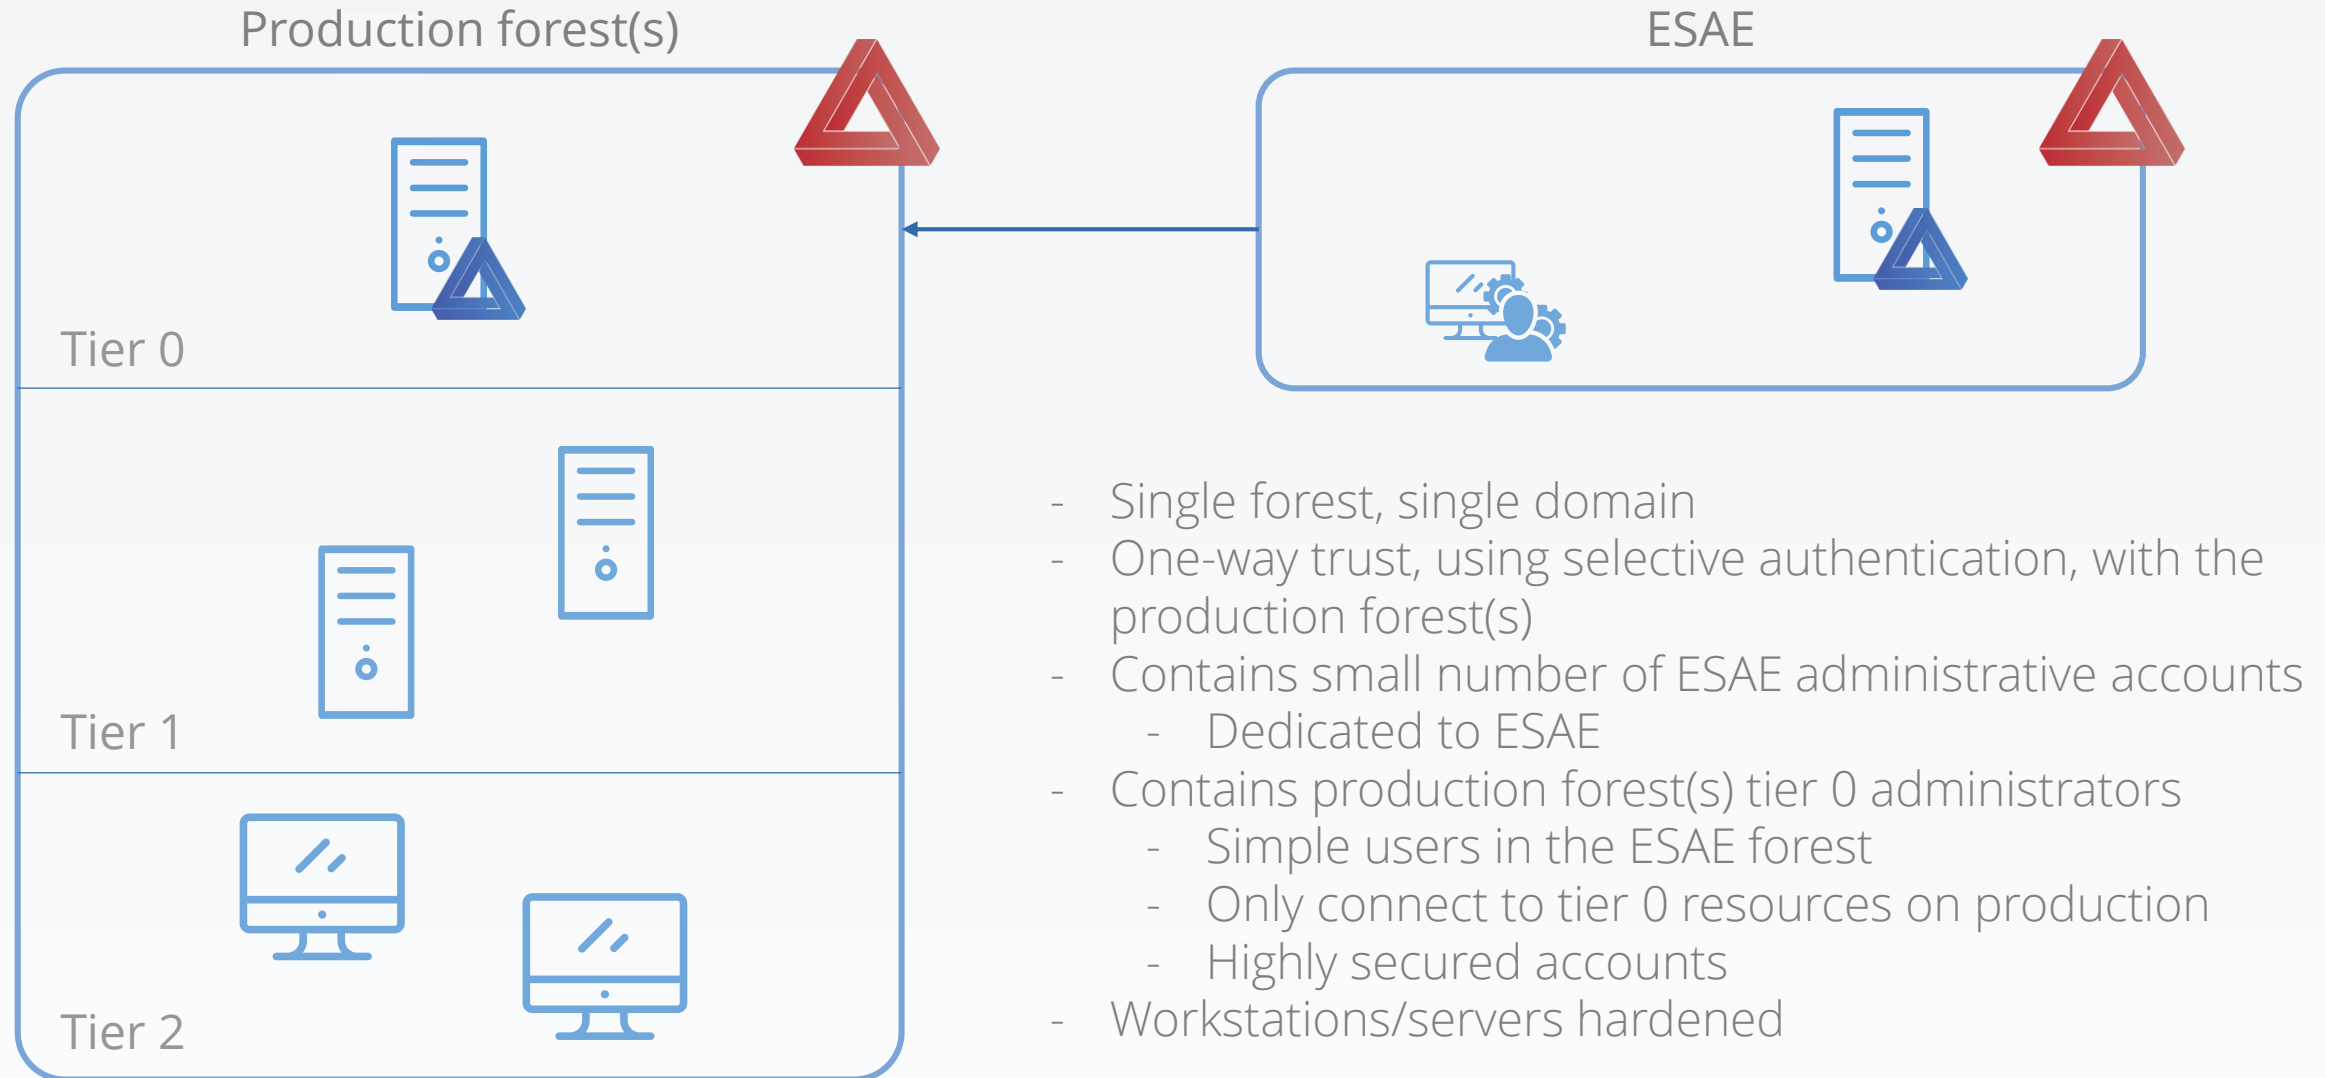 Production forest(s)
ESAE
Tier 0
Tier 1
Tier 2
- Single forest, single domain
- One-way trust, using selective authentication, with the
production forest(s)
- Contains small number of ESAE administrative accounts
- Dedicated to ESAE
- Contains production forest(s) tier 0 administrators
- Simple users in the ESAE forest
- Only connect to tier 0 resources on production
- Highly secured accounts
- Workstations/servers hardened